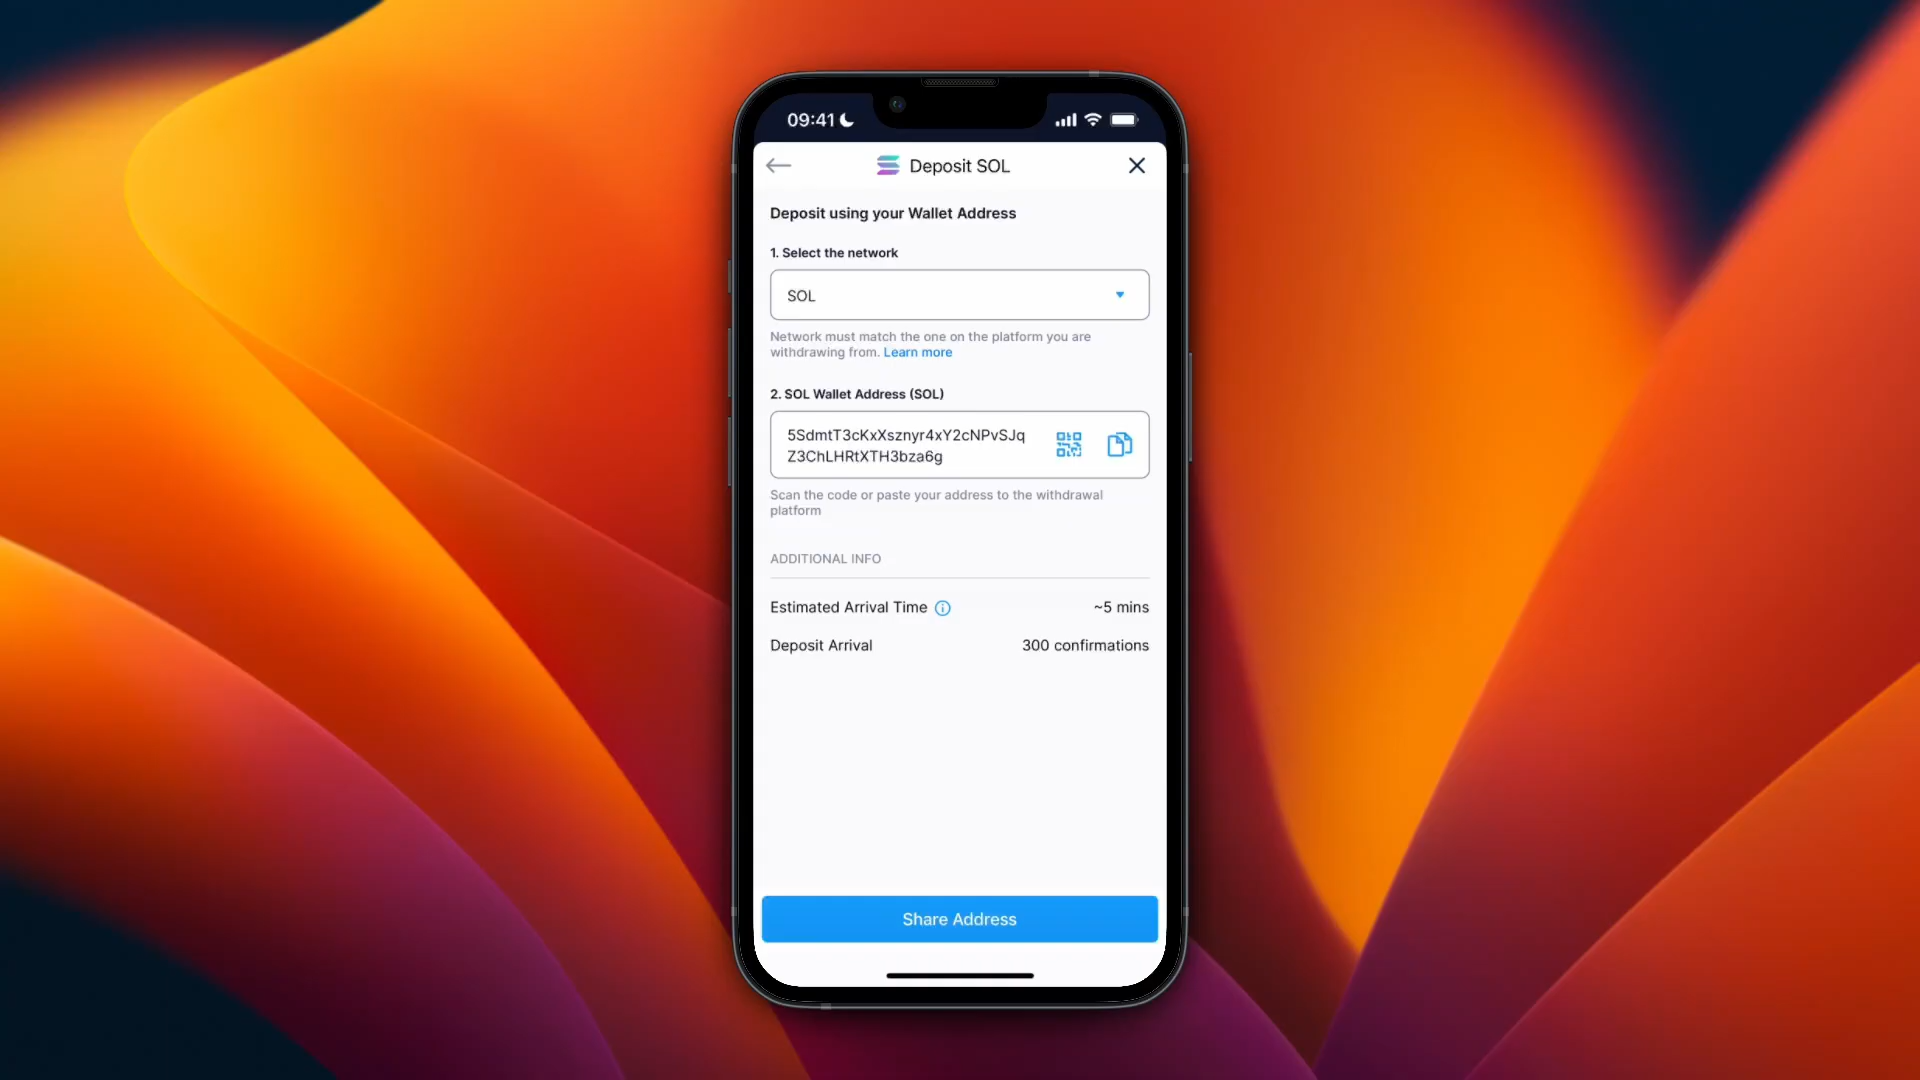 09:41
Deposit SOL
Deposit using your Wallet Address
1. Select the network
SOL
Network must match the one on the platform you are
withdrawing from. Learn more
2. SOL Wallet Address (SOL)
5SdmtT3cKxXsznyr4xY2cNPvSJq
Z3ChLHRtXTH3bza6g
Scan the code or paste your address to the withdrawal
platform
ADDITIONAL INFO
Estimated Arrival Time ~5 mins
Deposit Arrival 300 confirmations
Share Address